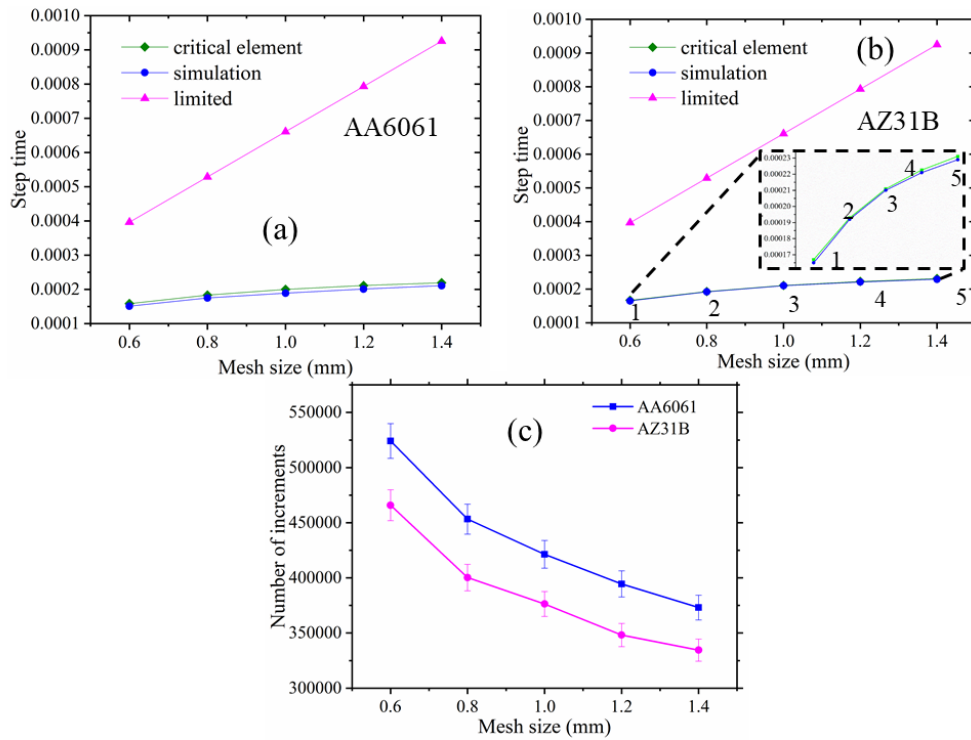 0.0010
0.0009
0.0008
0.0007
0.0006
0.0005
0.0004
0.0003
0.0002
0.0001
Step time
critical element
simulation
limited
AA6061
(a)
0.6 0.8 1.0 1.2 1.4
Mesh size (mm)
0.0010
0.0009
0.0008
0.0007
0.0006
0.0005
0.0004
0.0003
0.0002
0.0001
Step time
critical element
simulation
limited
(b)
AZ31B
0.00023
0.00022
0.00021
0.00020
0.00019
0.00018
0.00017
1 2 3 4 5
1 2 3 4 5
0.6 0.8 1.0 1.2 1.4
Mesh size (mm)
550000
500000
450000
400000
350000
300000
Number of increments
(c)
AA6061
AZ31B
0.6 0.8 1.0 1.2 1.4
Mesh size (mm)